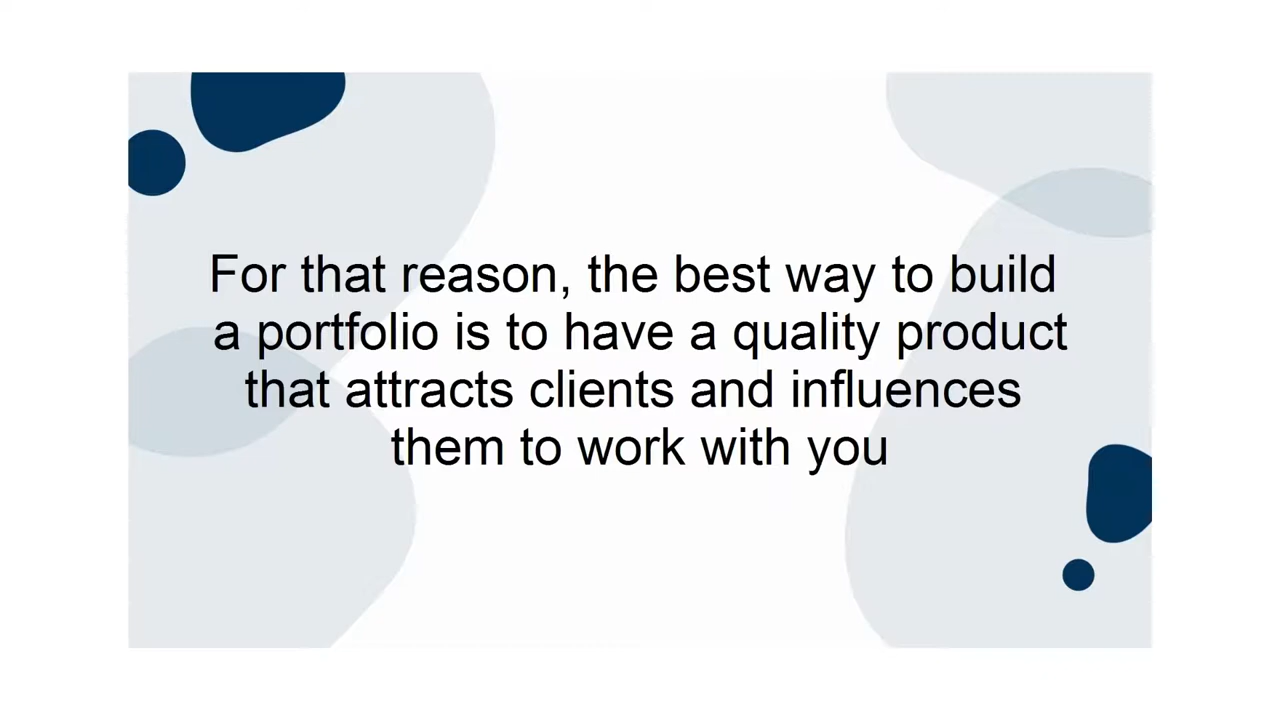 For that reason, the best way to build
a portfolio is to have a quality product
that attracts clients and influences
them to work with you